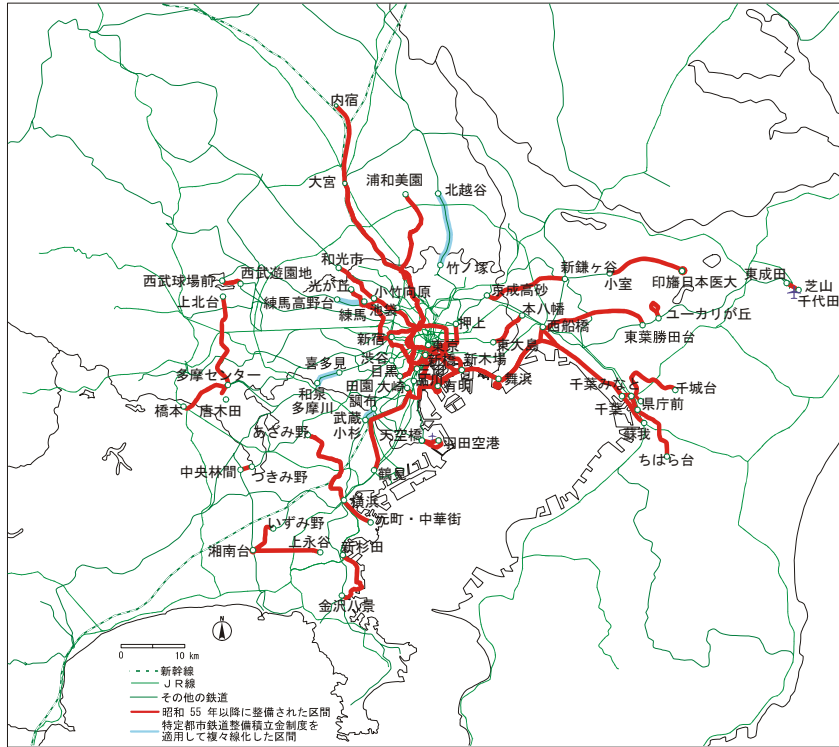 内宿
大宮
浦和美園
北越谷
和光市
竹ノ塚
新鎌ヶ谷
西武球場前
西武遊園地
光が丘
小竹向原
京成高砂
小室
印旛日本医大
東成田
芝山
千代田
上北台
練馬高野台
練馬
池袋
本八幡
ユーカリが丘
押上
西船橋
新宿
東京
東大島
東葉勝田台
喜多見
渋谷
新橋
新木場
多摩センター
目黒
舞浜
千葉みなと
千城台
和泉
多摩川
田園
調布
大崎
品川
有明
橋本
唐木田
千葉
県庁前
あざみ野
武蔵
小杉
天空橋
羽田空港
蘇我
ちはら台
中央林間
つきみ野
鶴見
横浜
元町・中華街
いずみ野
湘南台
上永谷
新杉田
金沢八景
N
0
10 km
新幹線
JR線
その他の鉄道
昭和 55 年以降に整備された区間
特定都市鉄道整備積立金制度を
適用して複々線化した区間